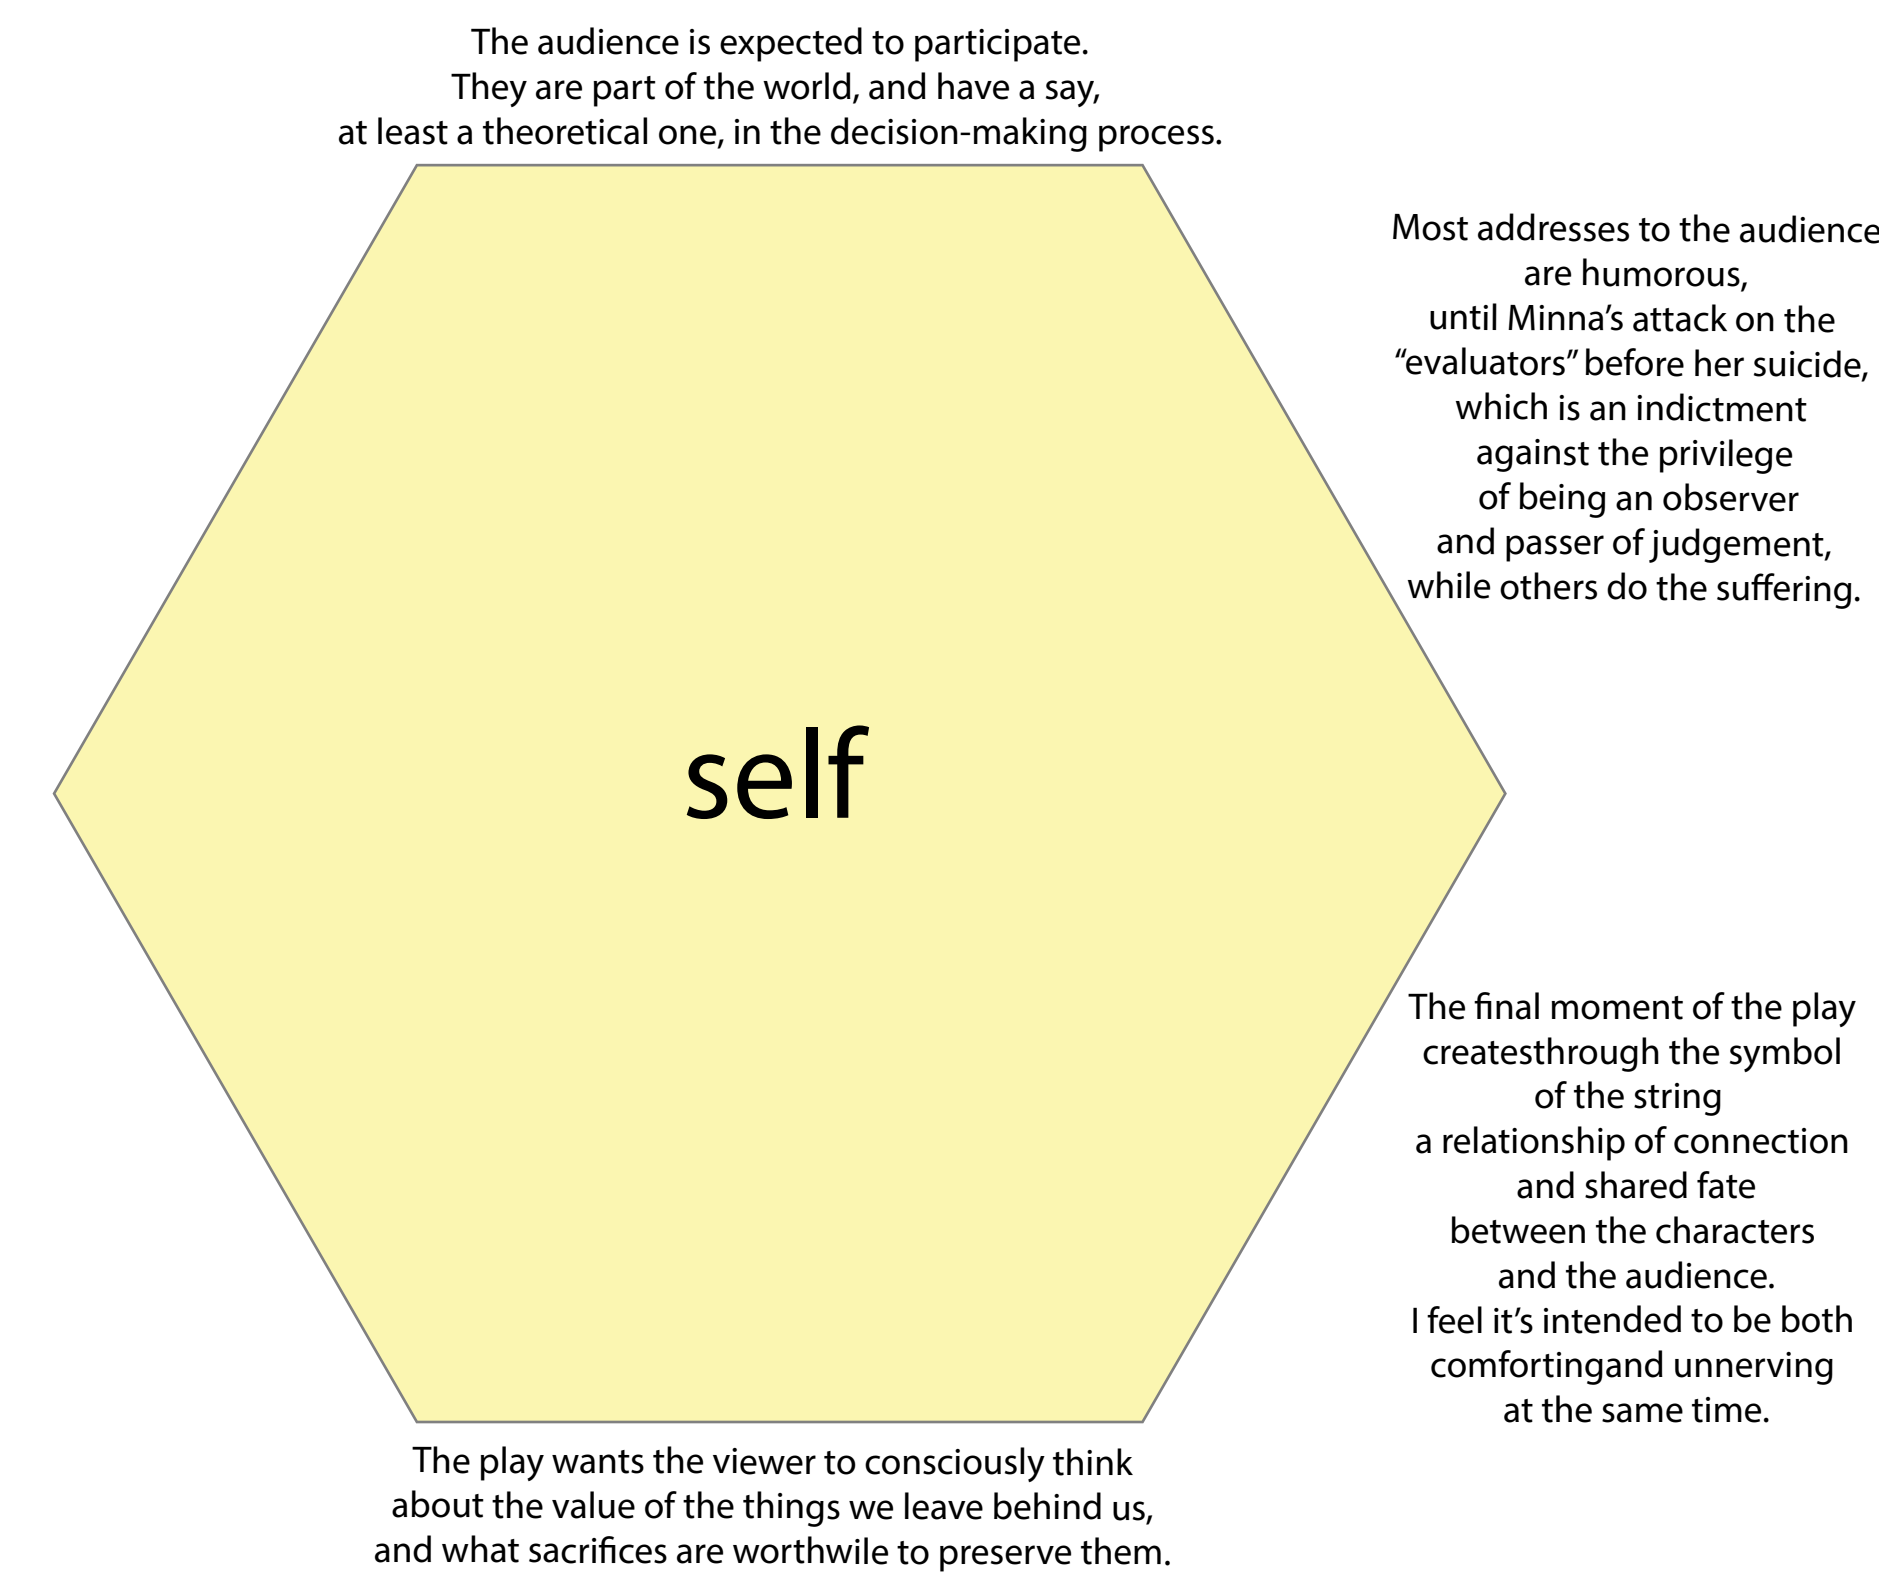 The audience is expected to participate.
They are part of the world, and have a say,
at least a theoretical one, in the decision-making process.
Most addresses to the audience
are humorous,
until Minna’s attack on the
“evaluators” before her suicide,
which is an indictment
against the privilege
of being an observer
and passer of judgement,
while others do the suffering.
self
The final moment of the play
createsthrough the symbol
of the string
a relationship of connection
and shared fate
between the characters
and the audience.
I feel it’s intended to be both
comfortingand unnerving
at the same time.
The play wants the viewer to consciously think
about the value of the things we leave behind us,
and what sacrifices are worthwile to preserve them.